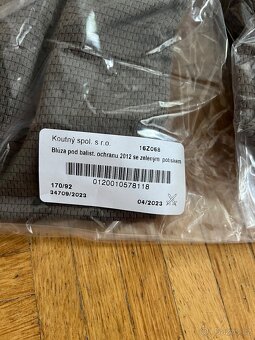 Koutný spol. s r.o.
16Z068
Blůza pod balist. ochranu 2012 se zeleným potiskem
0120010578118
170/92
34709/2023
04/2023